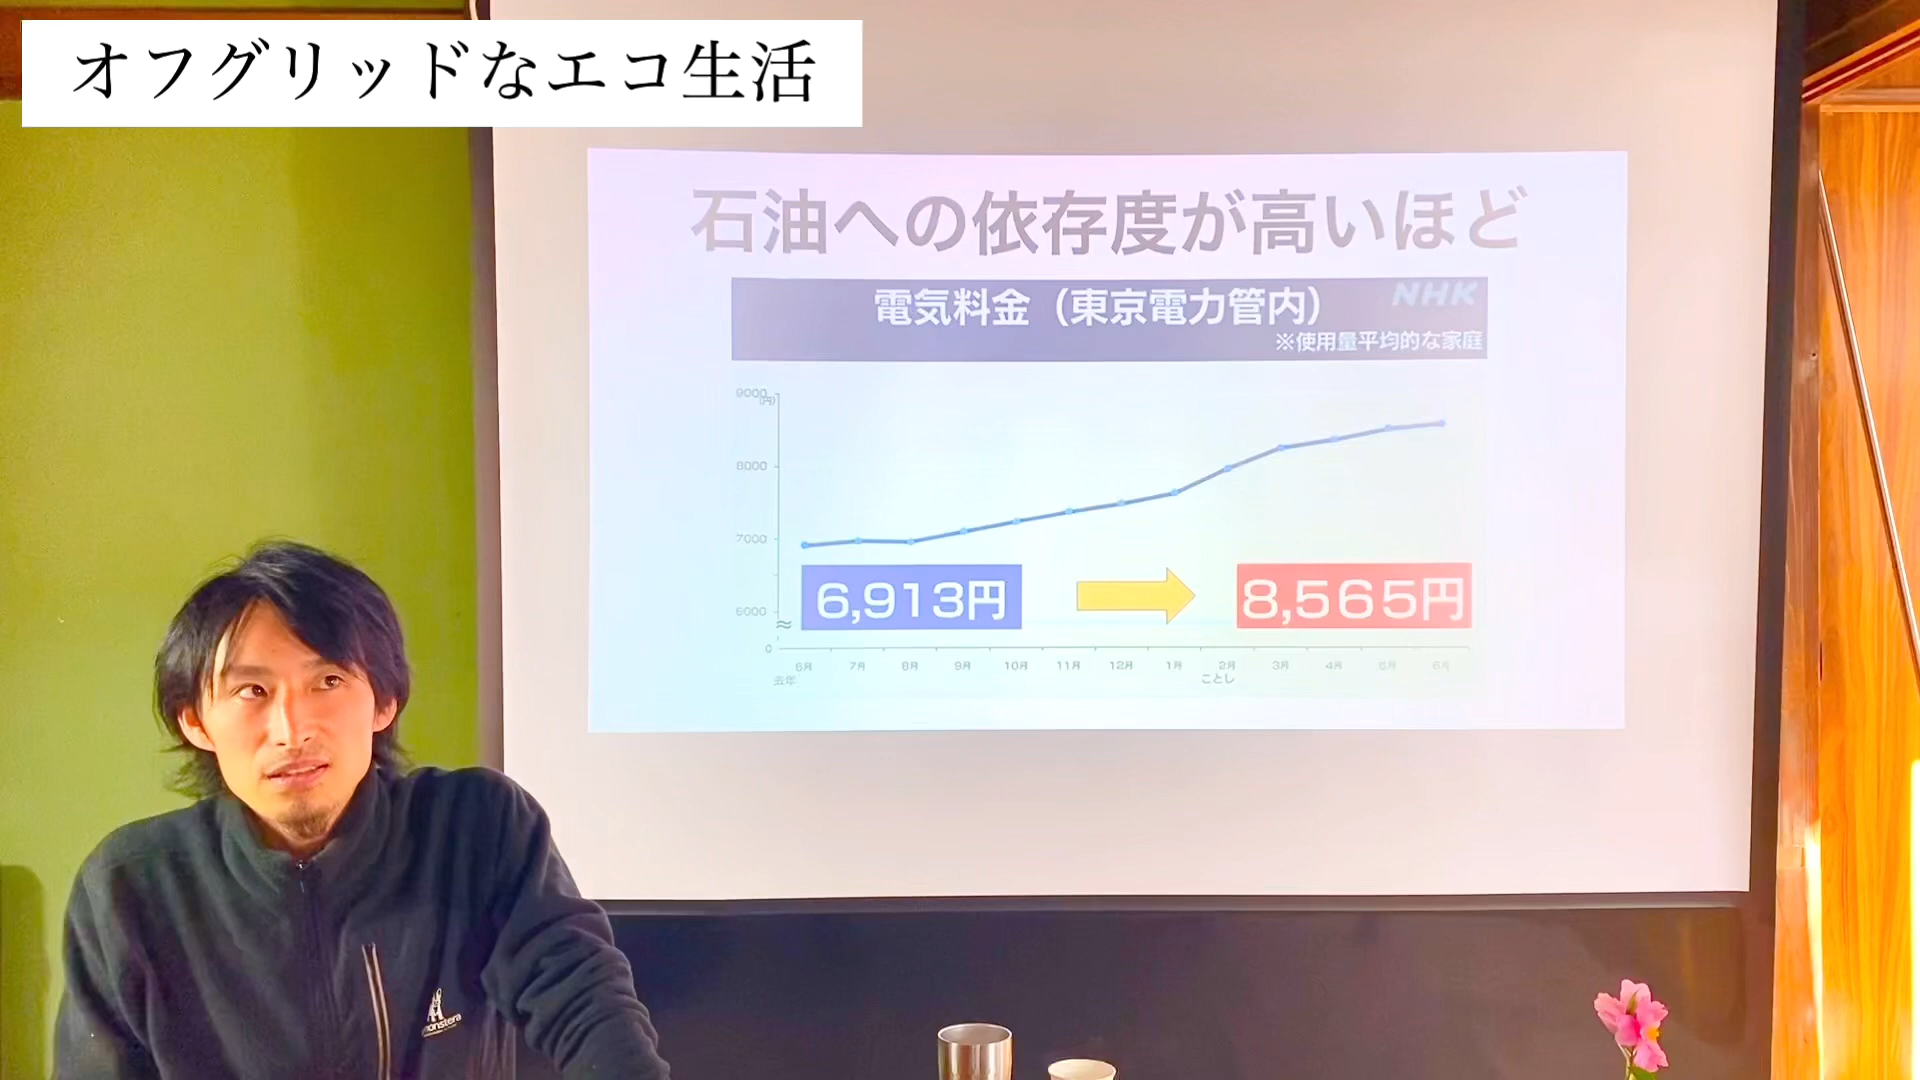 オフグリッドなエコ生活
石油への依存度が高いほど
電気料金（東京電力管内）
NHK
※使用量平均的な家庭
9000
(円)
8000
7000
6000
0
6,913円
8,565円
6月 7月 8月 9月 10月 11月 12月 1月 2月 3月 4月 5月 6月
去年 ことし
monstera